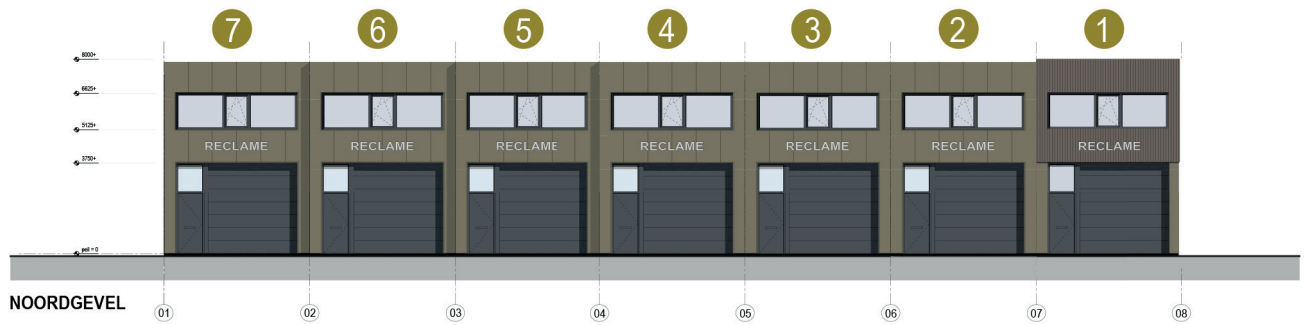 7 6 5 4 3 2 1
8000+
6625+
5125+
RECLAME RECLAME RECLAME RECLAME RECLAME RECLAME RECLAME
3750+
peil = 0
NOORDGEVEL
01 02 03 04 05 06 07 08